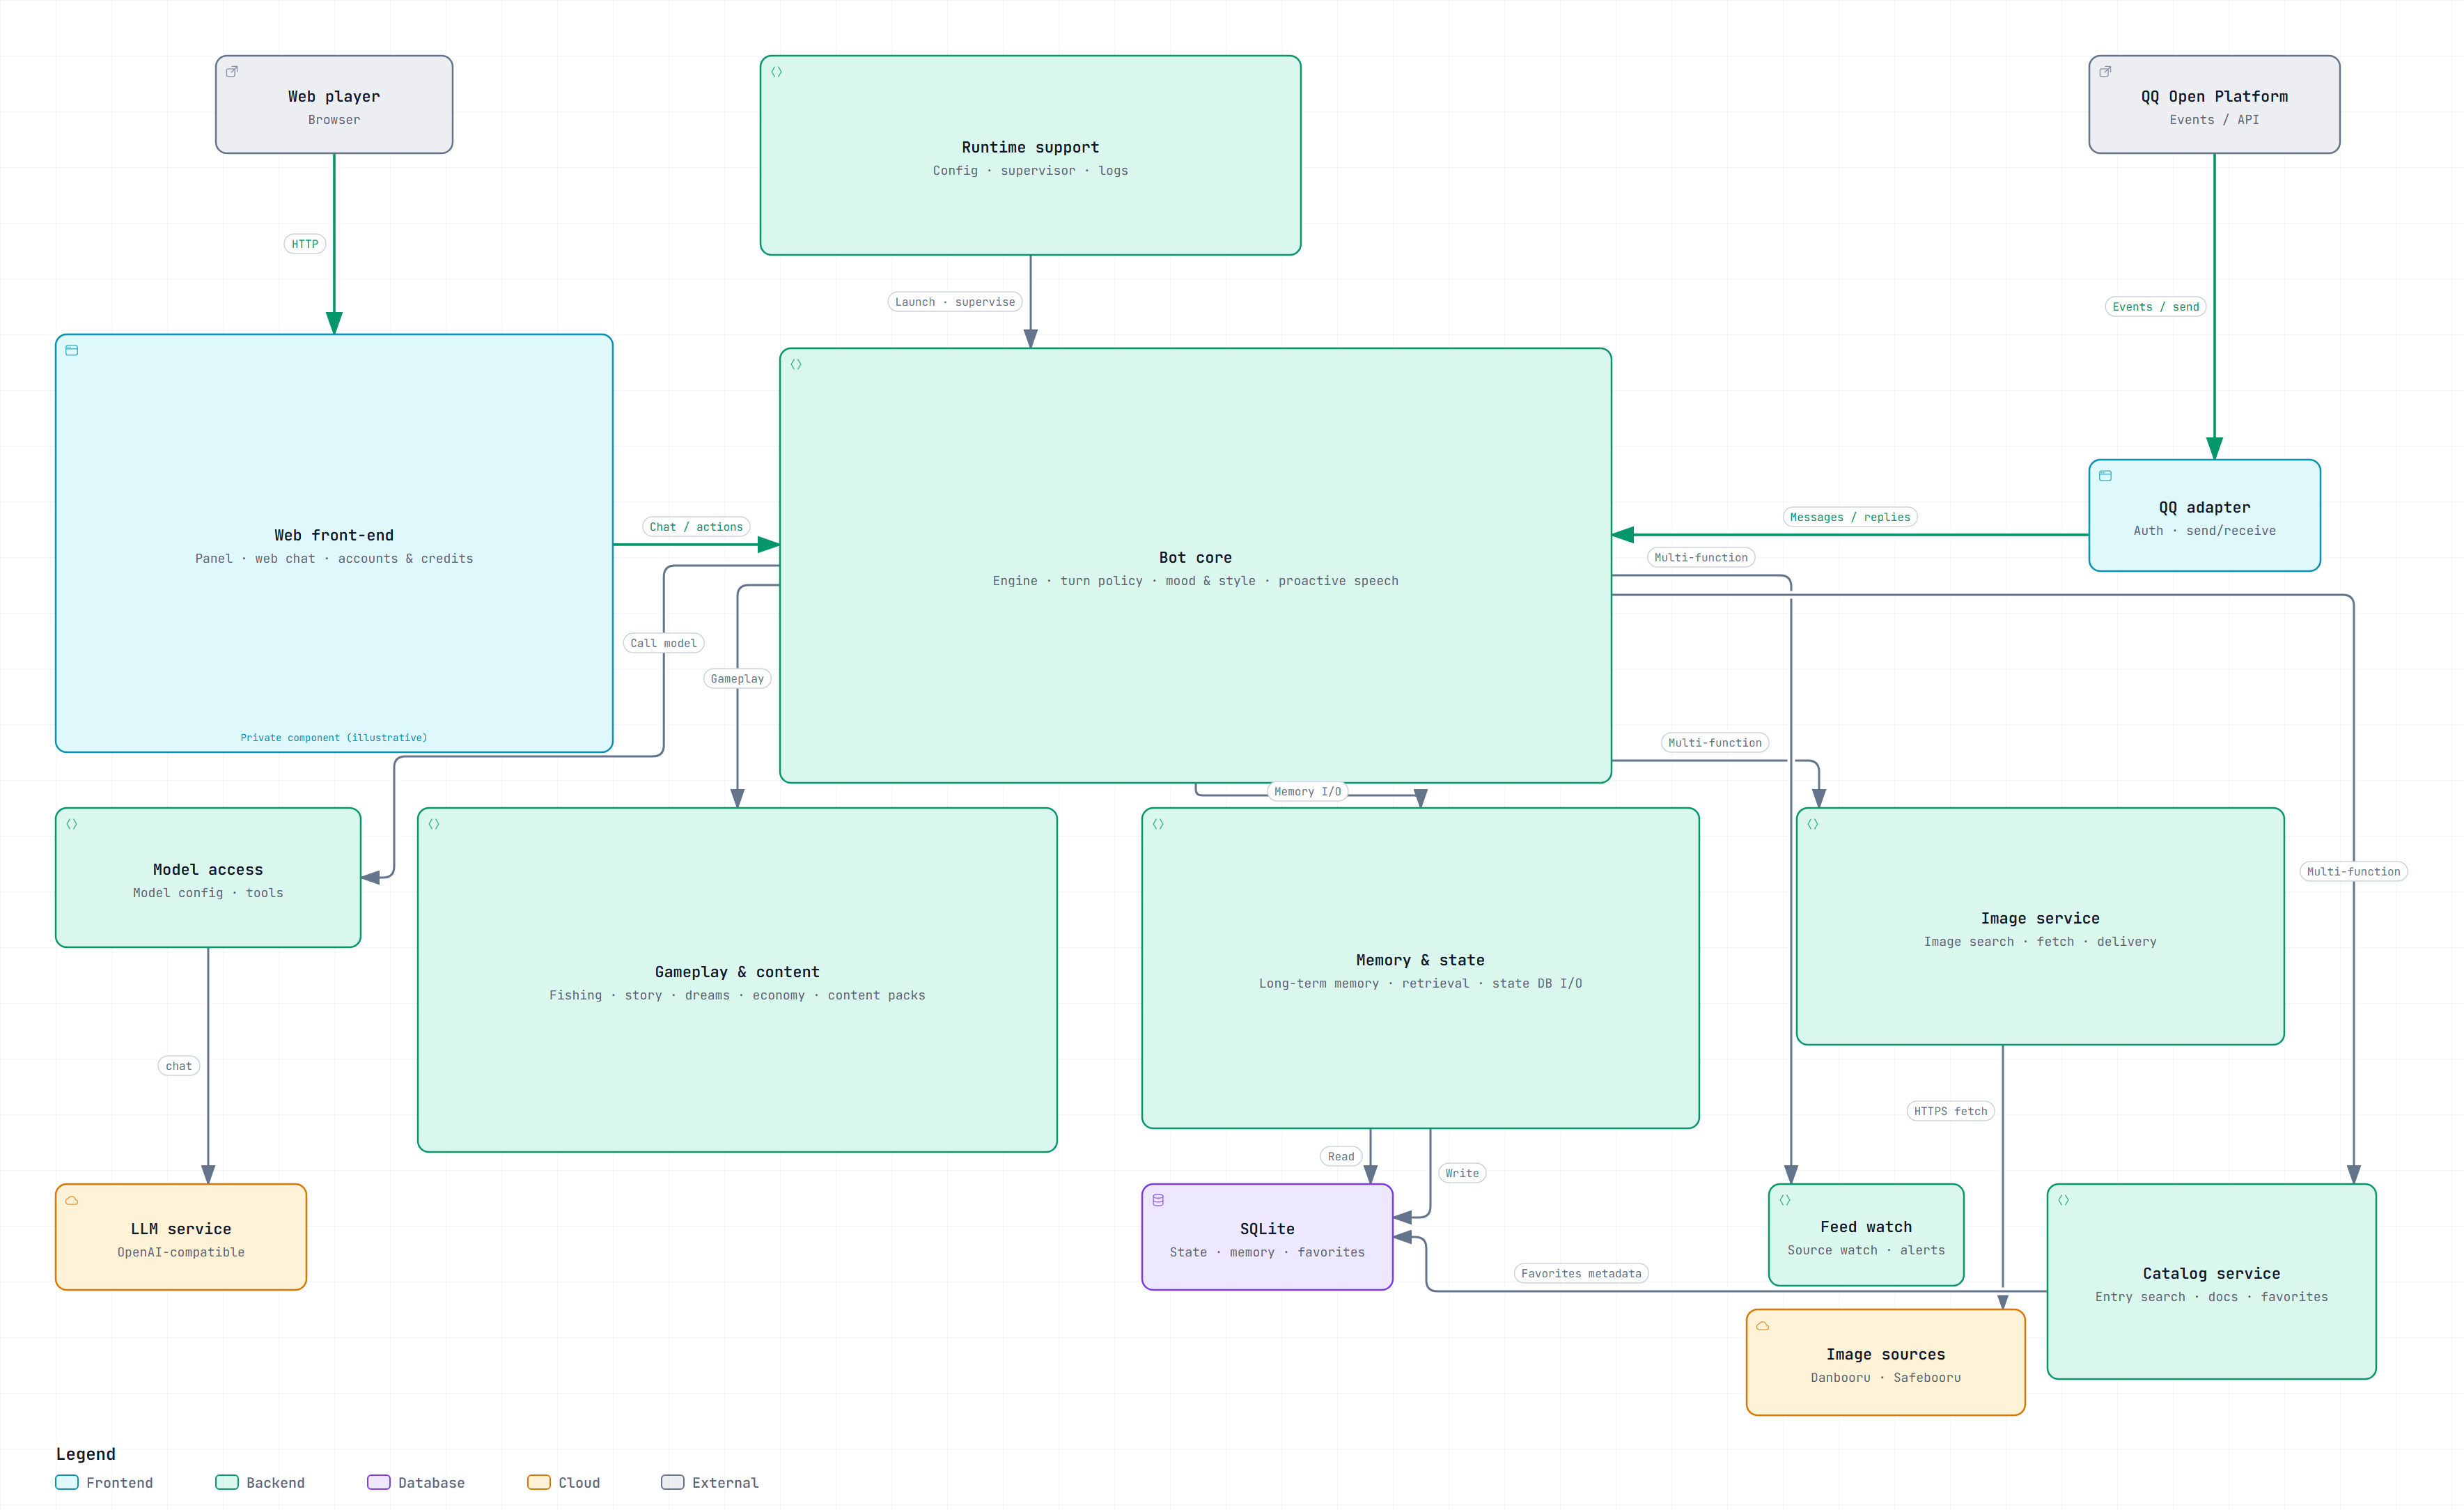 Web player
Browser
Runtime support
Config · supervisor · logs
QQ Open Platform
Events / API
HTTP
Launch · supervise
Events / send
Web front-end
Panel · web chat · accounts & credits
Private component (illustrative)
Chat / actions
Bot core
Engine · turn policy · mood & style · proactive speech
Messages / replies
QQ adapter
Auth · send/receive
Multi-function
Call model
Gameplay
Multi-function
Memory I/O
Multi-function
Model access
Model config · tools
Gameplay & content
Fishing · story · dreams · economy · content packs
Memory & state
Long-term memory · retrieval · state DB I/O
Image service
Image search · fetch · delivery
chat
HTTPS fetch
Read
Write
LLM service
OpenAI-compatible
SQLite
State · memory · favorites
Feed watch
Source watch · alerts
Favorites metadata
Catalog service
Entry search · docs · favorites
Image sources
Danbooru · Safebooru
Legend
Frontend
Backend
Database
Cloud
External